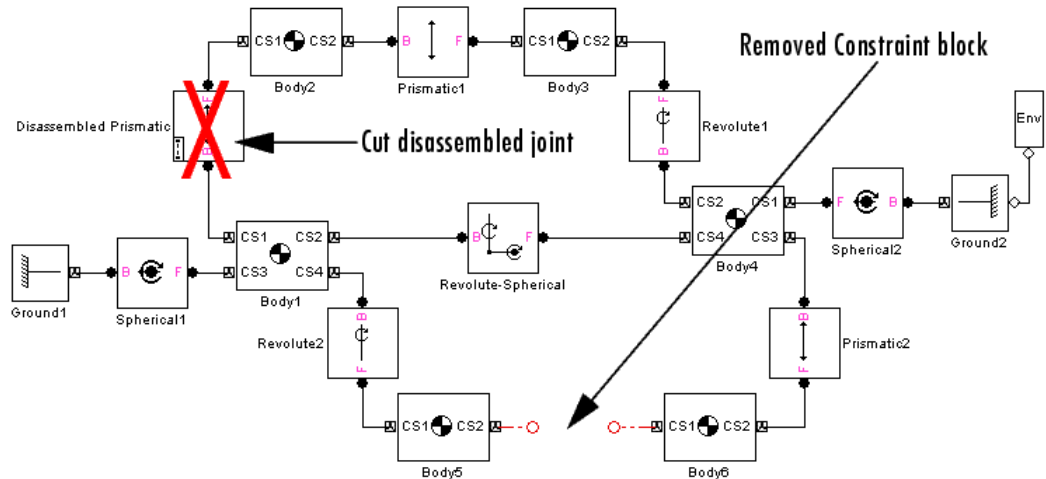 Removed Constraint block
CS1 CS2
Body2
B F
Prismatic1
CS1 CS2
Body3
Disassembled Prismatic
F
B
Cut disassembled joint
F
B
Revolute1
Env
CS1 CS2
CS3 CS4
Body1
B F
Revolute-Spherical
CS2 CS1
CS4 CS3
Body4
F B
Spherical2
Ground2
Ground1
B F
Spherical1
B
F
Revolute2
B
F
Prismatic2
CS1 CS2
Body5
CS1 CS2
Body6